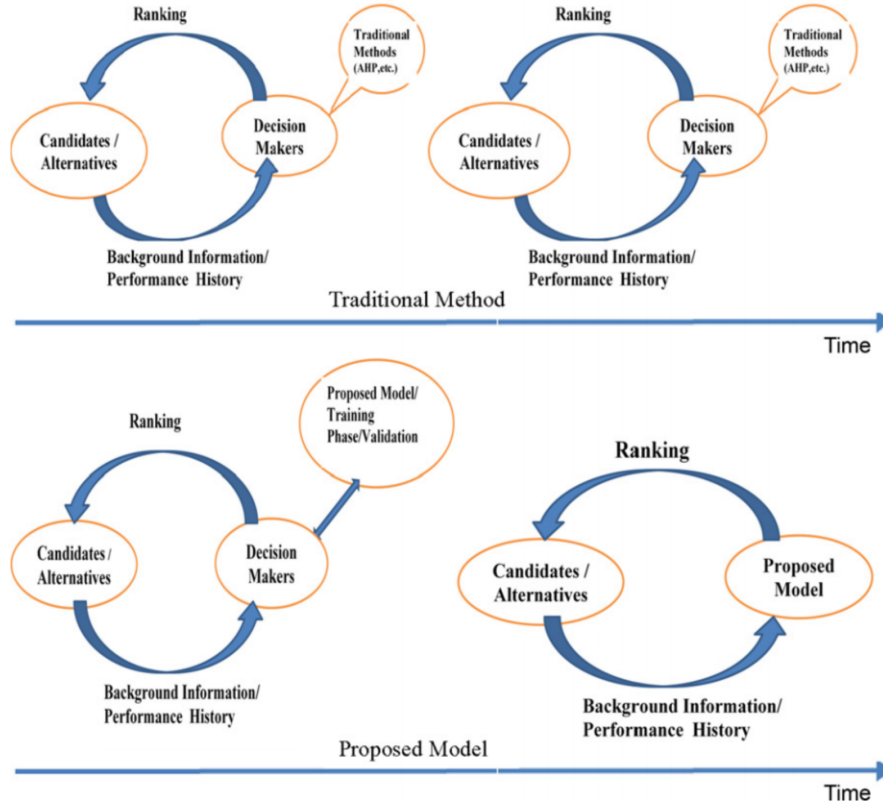 Ranking
Traditional
Methods
(AHP,etc.)
Candidates /
Alternatives
Decision
Makers
Background Information/
Performance History
Ranking
Traditional
Methods
(AHP,etc.)
Candidates /
Alternatives
Decision
Makers
Background Information/
Performance History
Traditional Method
Time
Ranking
Proposed Model/
Training
Phase/Validation
Candidates /
Alternatives
Decision
Makers
Background Information/
Performance History
Ranking
Candidates /
Alternatives
Proposed
Model
Background Information/
Performance History
Proposed Model
Time